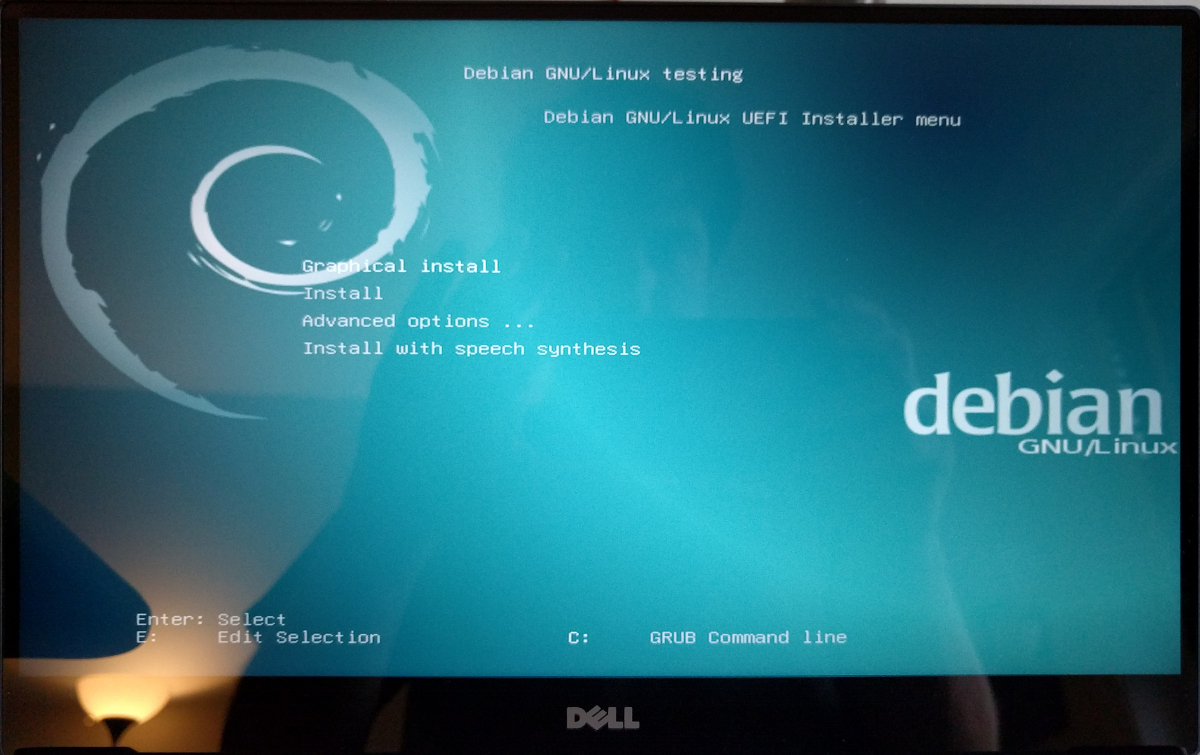 Debian GNU/Linux testing
Debian GNU/Linux UEFI Installer menu
Graphical install
Install
Advanced options ...
Install with speech synthesis
debian
GNU/Linux
Enter: Select
E: Edit Selection C: GRUB Command line
DELL